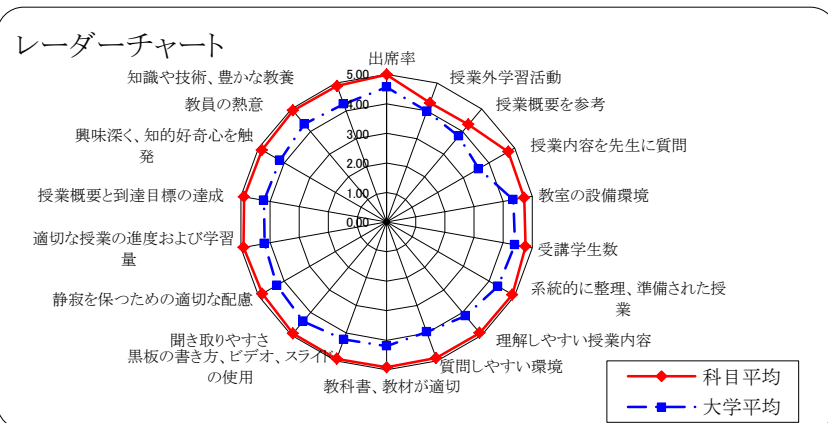 レーダーチャート
出席率
授業外学習活動
授業概要を参考
授業内容を先生に質問
教室の設備環境
受講学生数
系統的に整理、準備された授
業
理解しやすい授業内容
質問しやすい環境
教科書、教材が適切
黒板の書き方、ビデオ、スライド
の使用
聞き取りやすさ
静寂を保つための適切な配慮
適切な授業の進度および学習
量
授業概要と到達目標の達成
興味深く、知的好奇心を触
発
教員の熱意
知識や技術、豊かな教養
5.00
4.00
3.00
2.00
1.00
0.00
科目平均
大学平均